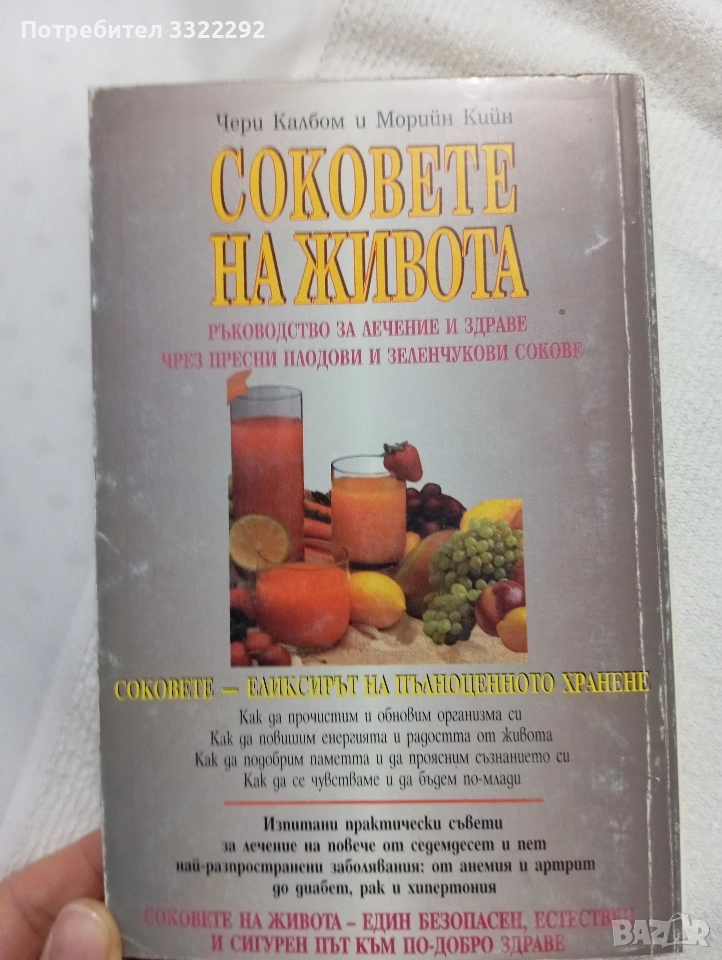 Потребител 3322292
Чери Калбом и Морийн Кийн
СОКОВЕТЕ
НА ЖИВОТА
РЪКОВОДСТВО ЗА ЛЕЧЕНИЕ И ЗДРАВЕ
ЧРЕЗ ПРЕСНИ ПЛОДОВИ И ЗЕЛЕНЧУКОВИ СОКОВЕ
СОКОВЕТЕ — ЕЛИКСИРЪТ НА ПЪЛНОЦЕННОТО ХРАНЕНЕ
Как да прочистим и обновим организма си
Как да повишим енергията и радостта от живота
Как да подобрим паметта и да проясним съзнанието си
Как да се чувстваме и да бъдем по-млади
Изпитани практически съвети
за лечение на повече от седемдесет и пет
най-разпространени заболявания: от анемия и артрит
до диабет, рак и хипертония
СОКОВЕТЕ НА ЖИВОТА – ЕДИН БЕЗОПАСЕН, ЕСТЕСТВЕН
И СИГУРЕН ПЪТ КЪМ ПО-ДОБРО ЗДРАВЕ
BAZAR